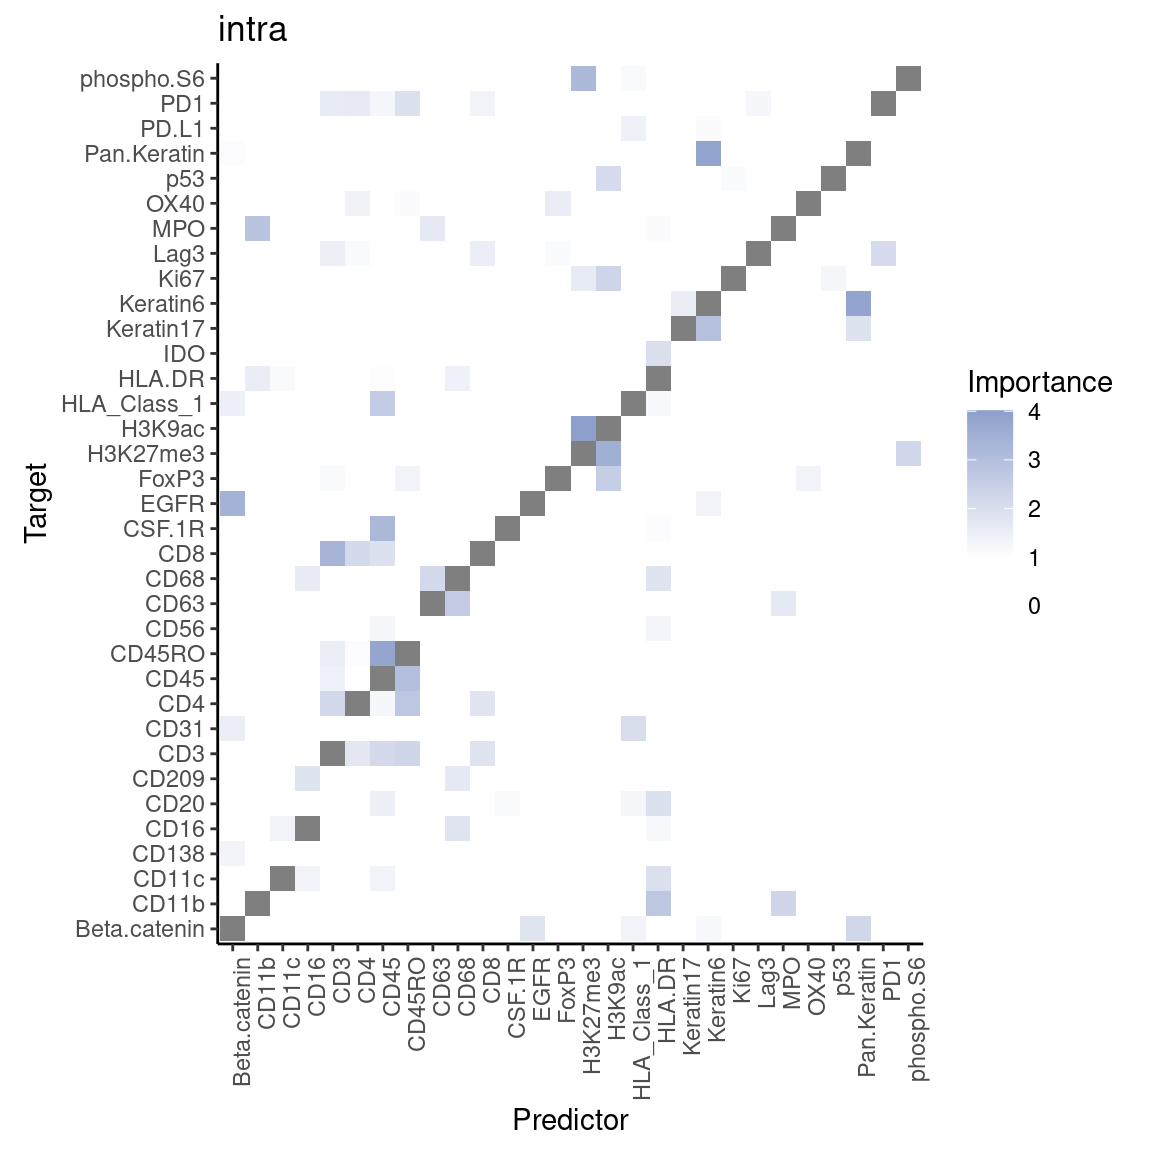 intra
phospho.S6
PD1
PD.L1
Pan.Keratin
p53
OX40
MPO
Lag3
Ki67
Keratin6
Keratin17
IDO
HLA.DR
HLA_Class_1
H3K9ac
H3K27me3
FoxP3
EGFR
CSF.1R
CD8
CD68
CD63
CD56
CD45RO
CD45
CD4
CD31
CD3
CD209
CD20
CD16
CD138
CD11c
CD11b
Beta.catenin
Target
Beta.catenin
CD11b
CD11c
CD16
CD3
CD4
CD45
CD45RO
CD63
CD68
CD8
CSF.1R
EGFR
FoxP3
H3K27me3
H3K9ac
HLA_Class_1
HLA.DR
Keratin17
Keratin6
Ki67
Lag3
MPO
OX40
p53
Pan.Keratin
PD1
phospho.S6
Predictor
Importance
4
3
2
1
0